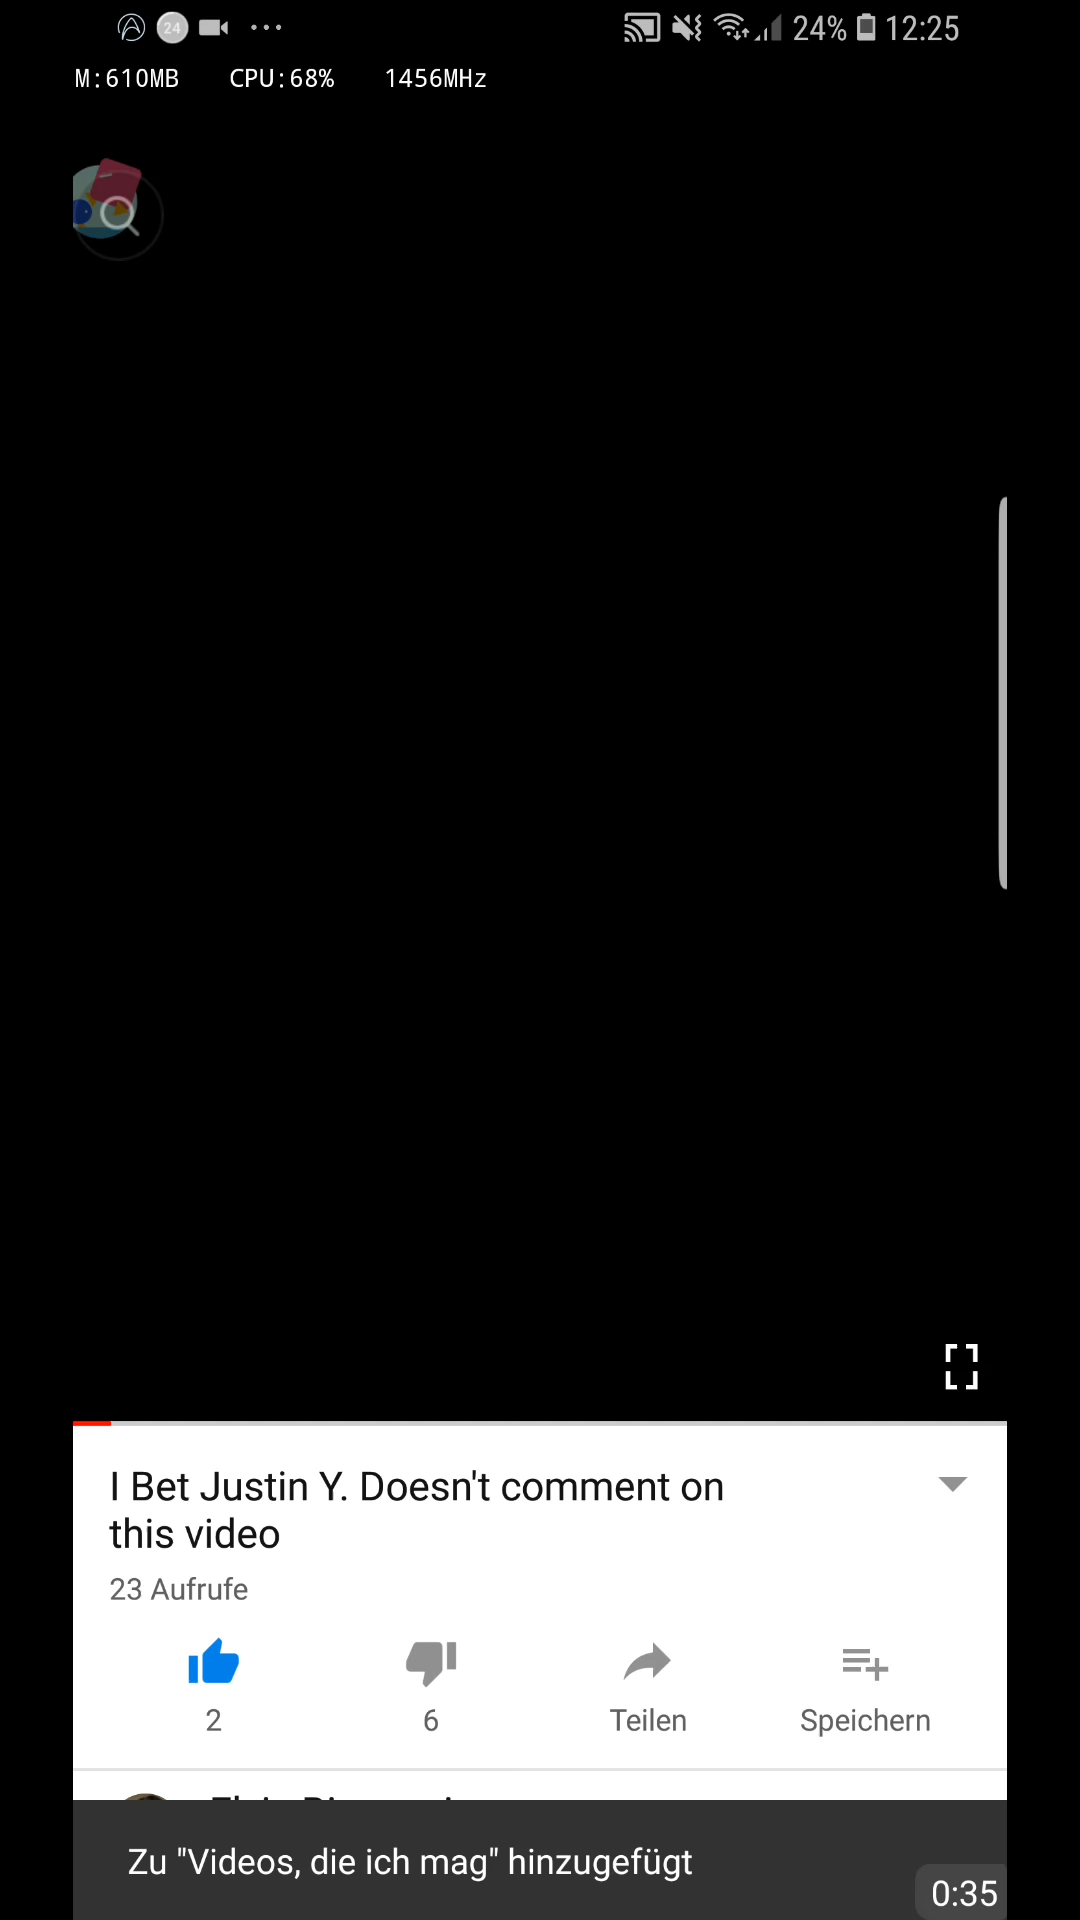 24 24% 12:25
M:610MB CPU:68% 1456MHz
I Bet Justin Y. Doesn't comment on
this video
23 Aufrufe
2 6 Teilen Speichern
Zu "Videos, die ich mag" hinzugefügt
0:35